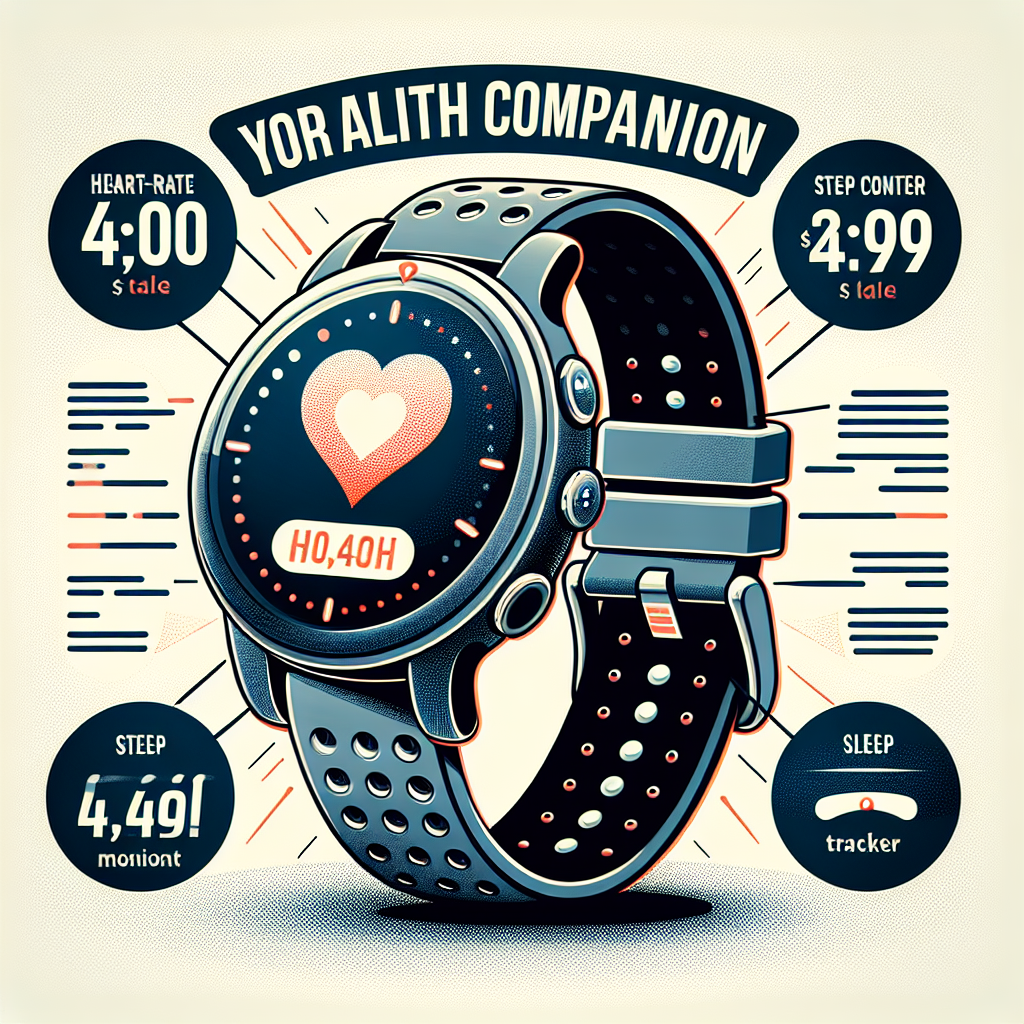 YOR ALITH COMPANION
HEART-RATE
4;00
$ tale
STEP CONTER
$4:99
$ lale
H0,40H
STEEP
4,49!
moniont
SLEEP
tracker